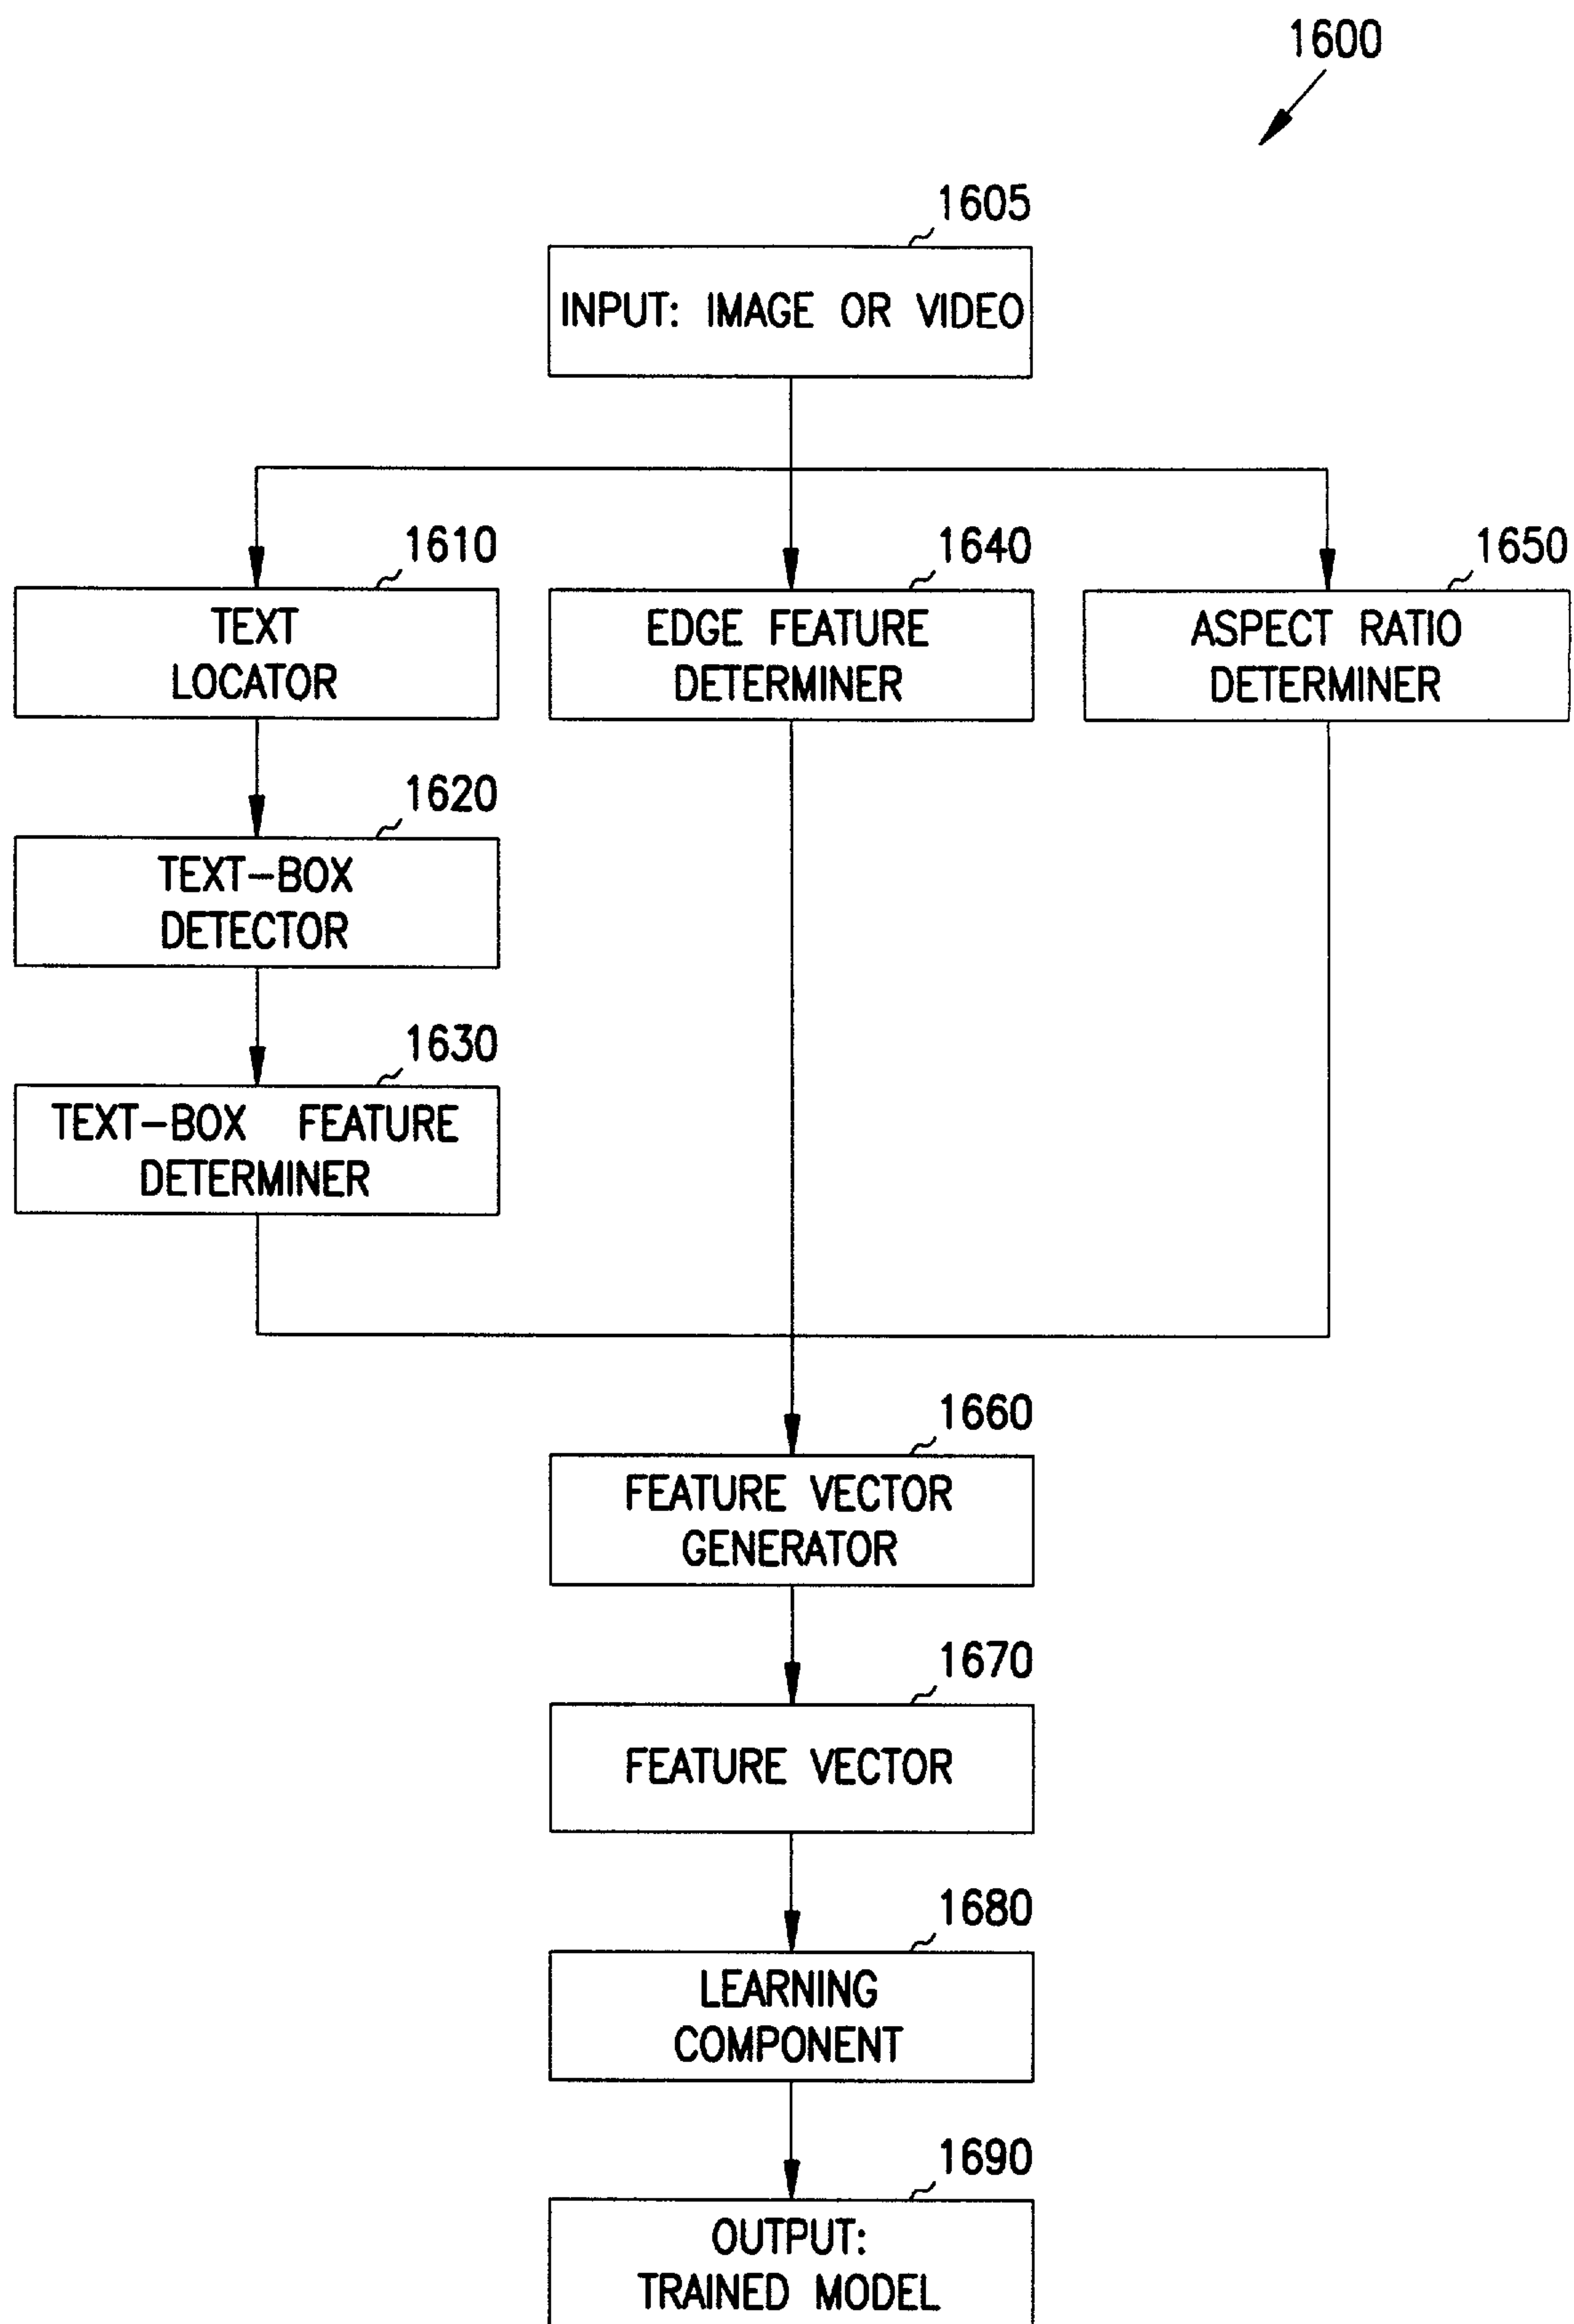 1600
1605
INPUT: IMAGE OR VIDEO
1610
TEXT
LOCATOR
1640
EDGE FEATURE
DETERMINER
1650
ASPECT RATIO
DETERMINER
1620
TEXT-BOX
DETECTOR
1630
TEXT-BOX FEATURE
DETERMINER
1660
FEATURE VECTOR
GENERATOR
1670
FEATURE VECTOR
1680
LEARNING
COMPONENT
1690
OUTPUT:
TRAINED MODEL